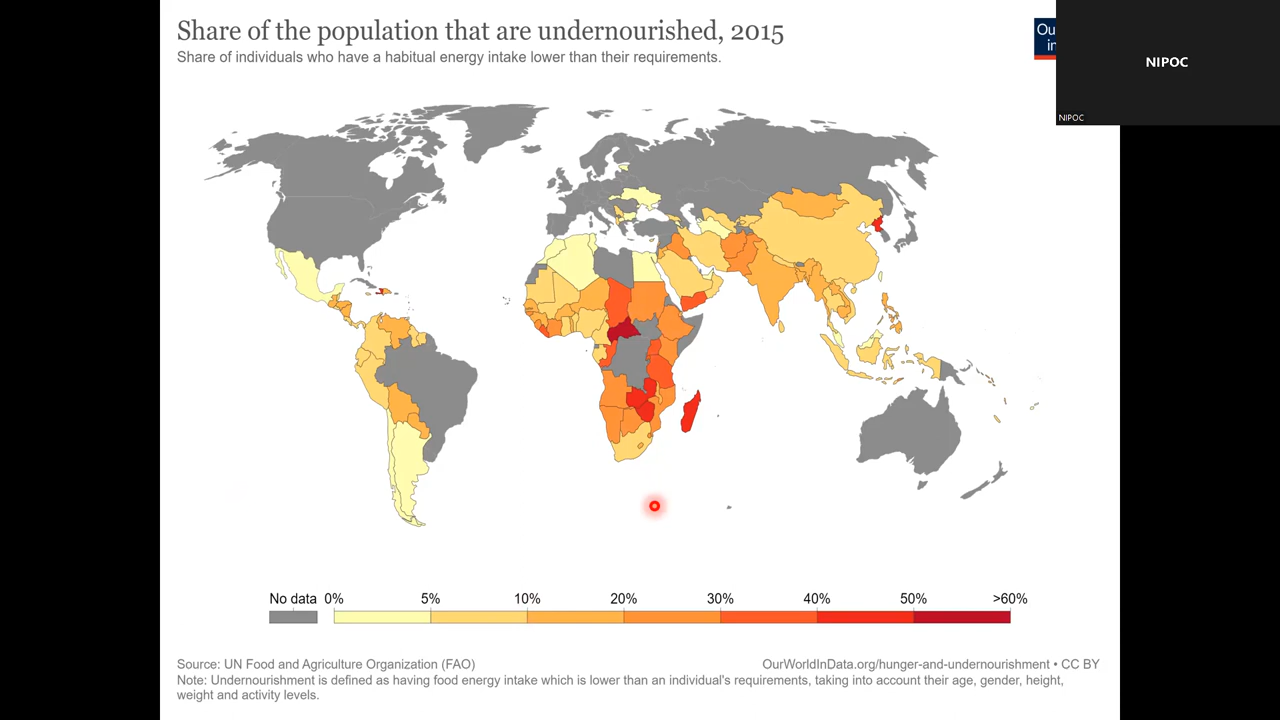 Share of the population that are undernourished, 2015
Share of individuals who have a habitual energy intake lower than their requirements.
Ou
in
NIPOC
NIPOC
No data 0% 5% 10% 20% 30% 40% 50% >60%
Source: UN Food and Agriculture Organization (FAO)
OurWorldInData.org/hunger-and-undernourishment • CC BY
Note: Undernourishment is defined as having food energy intake which is lower than an individual's requirements, taking into account their age, gender, height,
weight and activity levels.